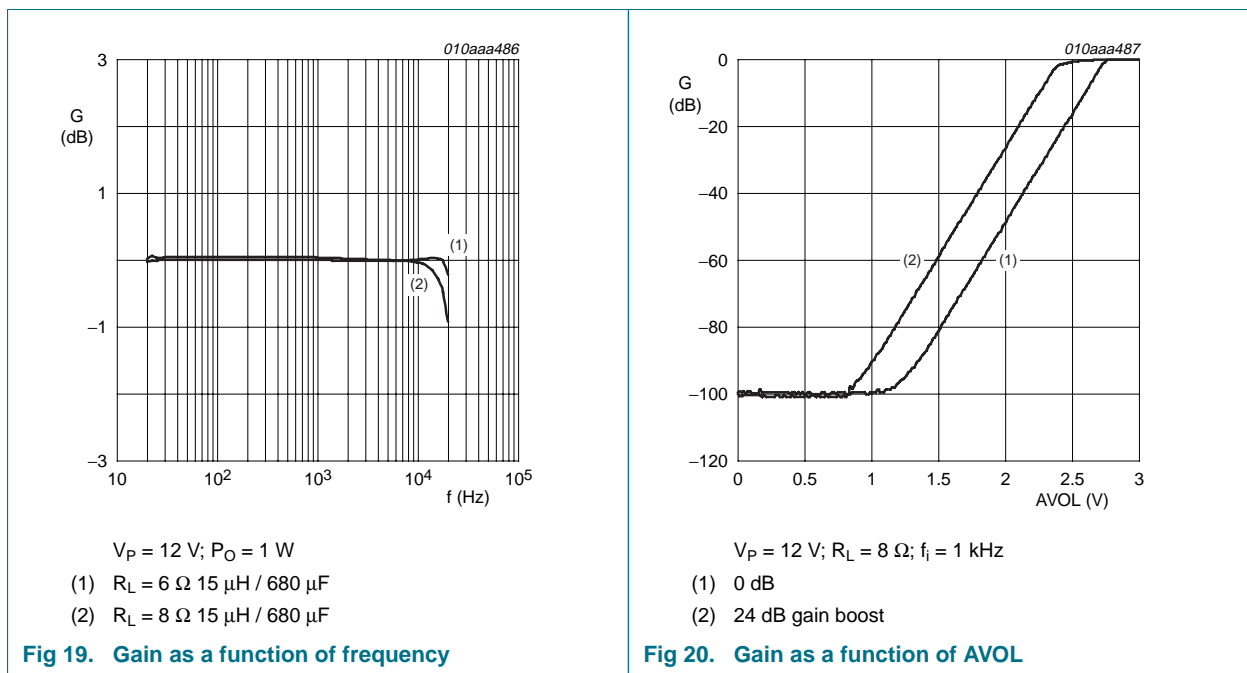 010aaa486
3
G
(dB)
1
−1
−3
(1)
(2)
10
10²
10³
10⁴
10⁵
f (Hz)
V_P = 12 V; P_O = 1 W
(1) R_L = 6 Ω 15 μH / 680 μF
(2) R_L = 8 Ω 15 μH / 680 μF
Fig 19. Gain as a function of frequency
010aaa487
0
G
(dB)
−20
−40
−60
−80
−100
−120
(2)
(1)
0
0.5
1
1.5
2
2.5
3
AVOL (V)
V_P = 12 V; R_L = 8 Ω; f_i = 1 kHz
(1) 0 dB
(2) 24 dB gain boost
Fig 20. Gain as a function of AVOL